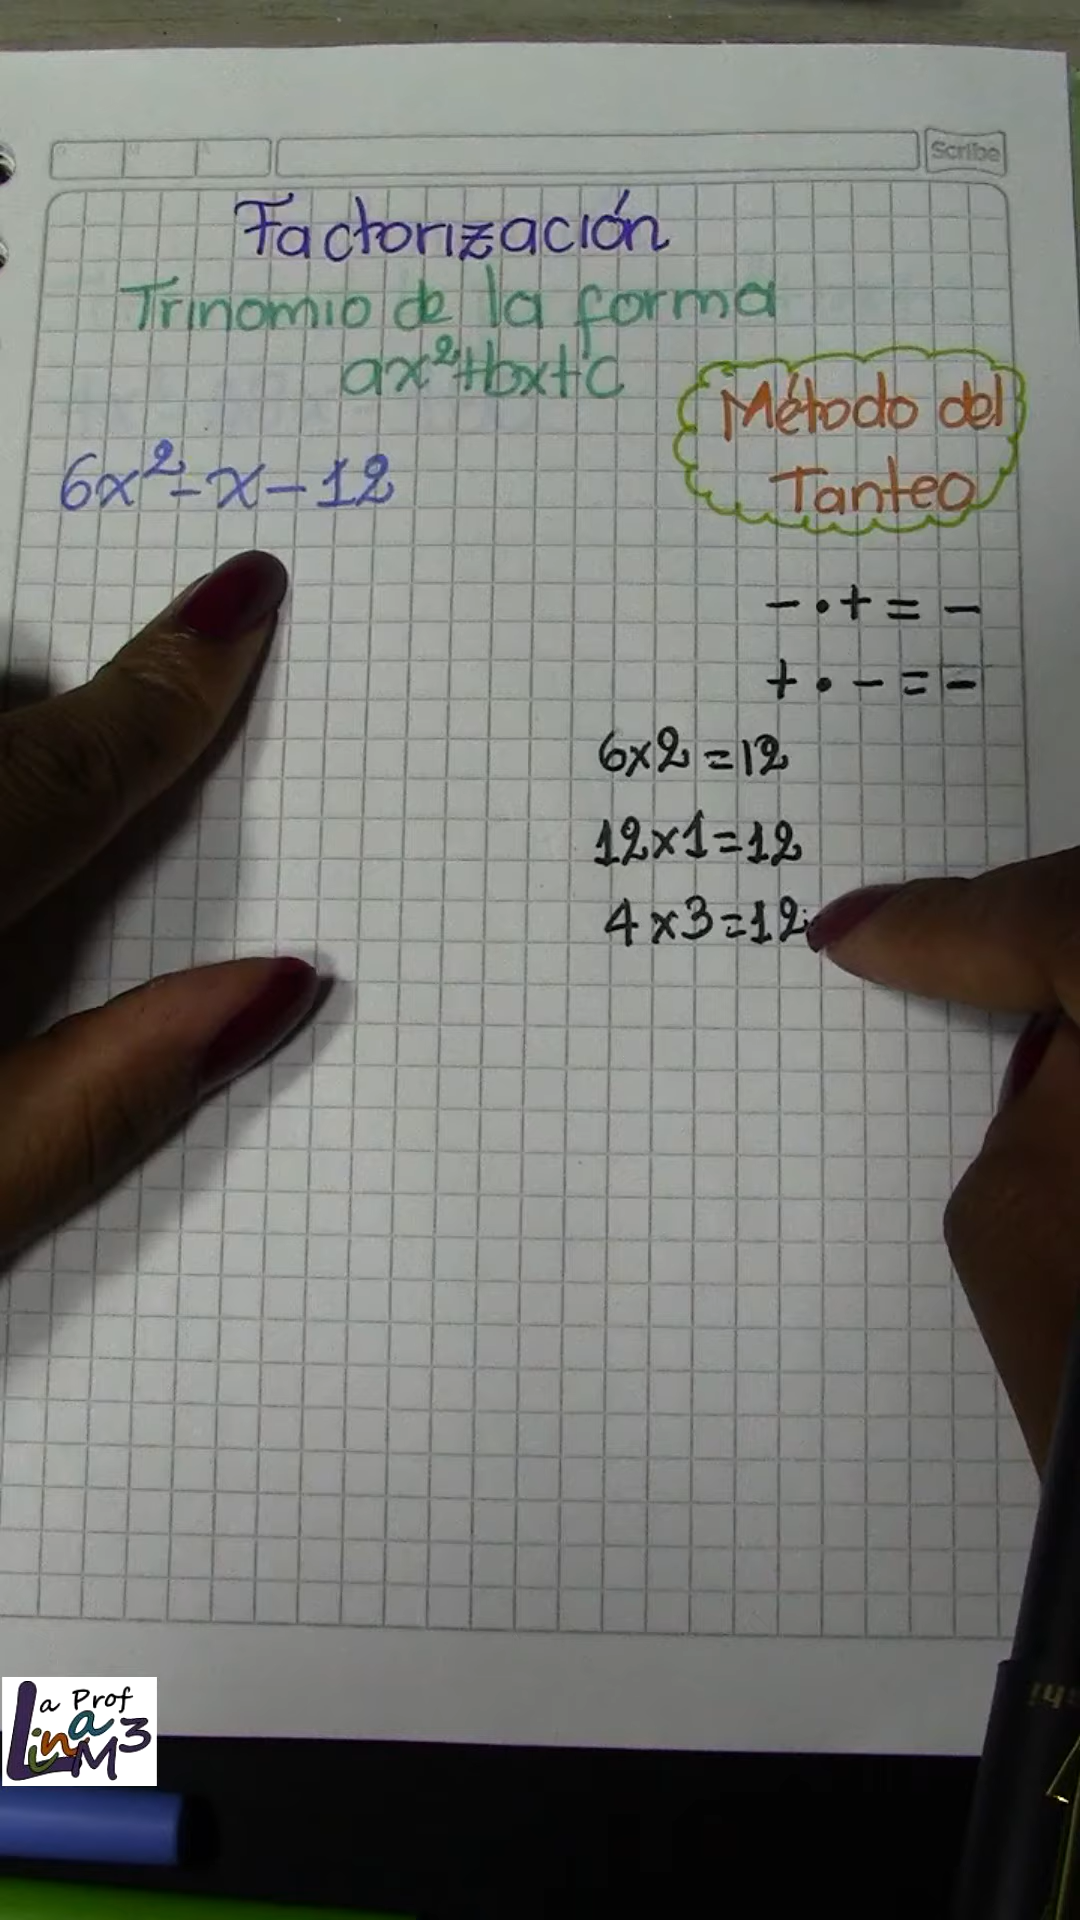 Scribe
Factorización
Trinomio de la forma
ax²+bx+c
Método del
Tanteo
6x²-x-12
- • + = -
+ • - = -
6x2=12
12x1=12
4x3=12
La Prof
Lina M3